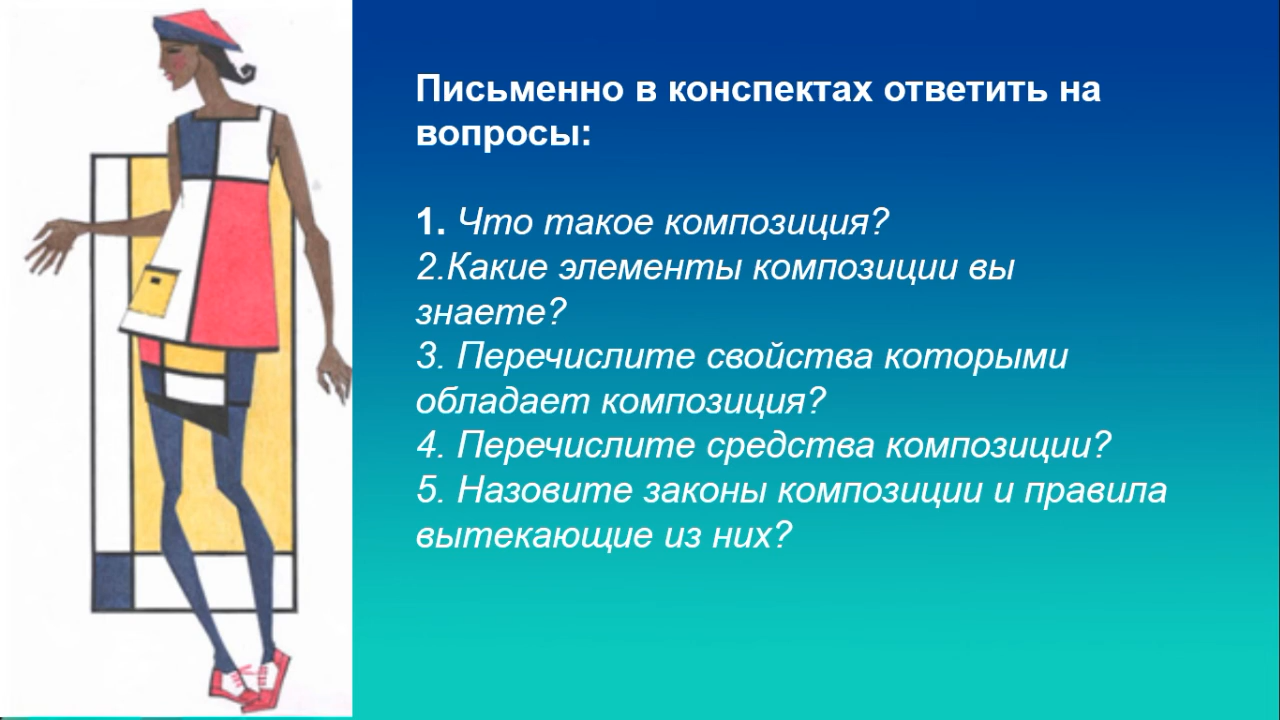 Письменно в конспектах ответить на
вопросы:
1. Что такое композиция?
2.Какие элементы композиции вы
знаете?
3. Перечислите свойства которыми
обладает композиция?
4. Перечислите средства композиции?
5. Назовите законы композиции и правила
вытекающие из них?